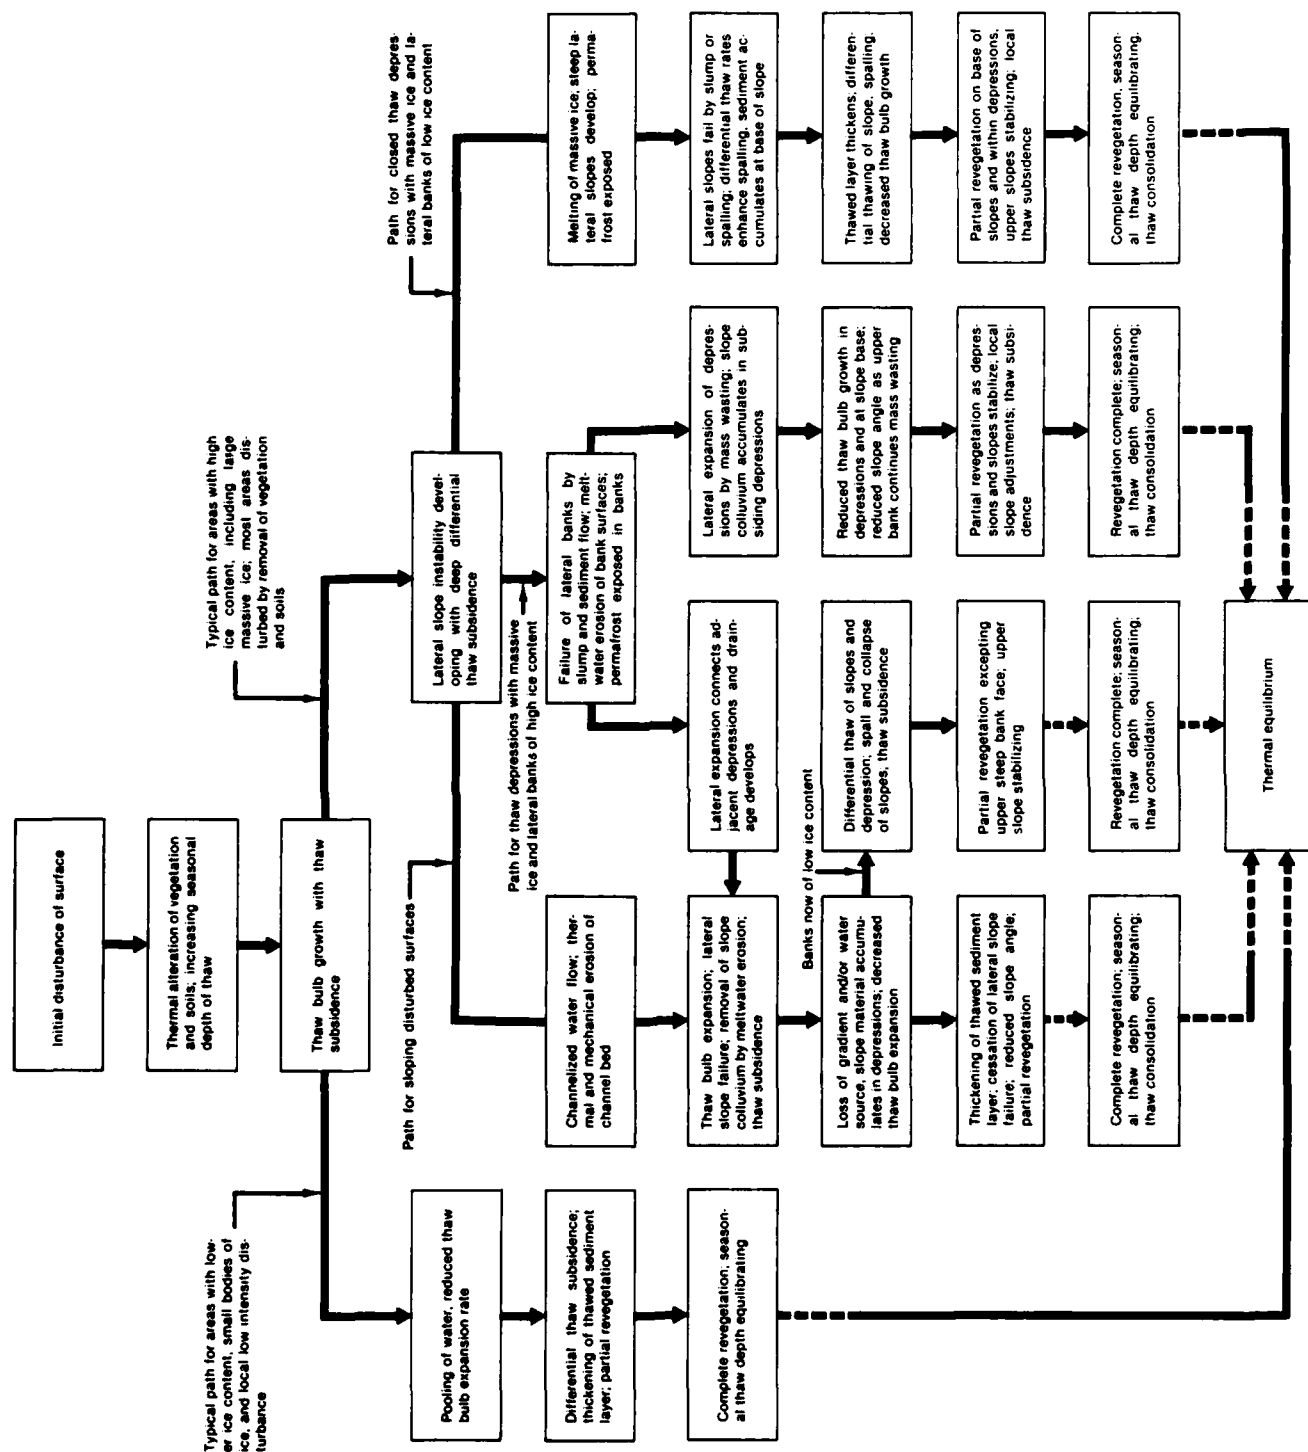 Initial disturbance of surface
Thermal alteration of vegetation
and soils; increasing seasonal
depth of thaw
Thaw bulb growth with thaw
subsidence
Typical path for areas with low-
er ice content, small bodies of
ice, and local low intensity dis-
turbance
Typical path for areas with high
ice content, including large
massive ice; most areas dis-
turbed by removal of vegetation
and soils
Pooling of water, reduced thaw
bulb expansion rate
Differential thaw subsidence;
thickening of thawed sediment
layer; partial revegetation
Complete revegetation; season-
al thaw depth equilibrating
Lateral slope instability devel-
oping with deep differential
thaw subsidence
Path for sloping disturbed surfaces
Path for thaw depressions with massive
ice and lateral banks of high ice content
Path for closed thaw depres-
sions with massive ice and la-
teral banks of low ice content
Channelized water flow; ther-
mal and mechanical erosion of
channel bed
Thaw bulb expansion; lateral
slope failure; removal of slope
colluvium by meltwater erosion;
thaw subsidence
Loss of gradient and/or water
source, slope material accumu-
lates in depressions; decreased
thaw bulb expansion
Thickening of thawed sediment
layer; cessation of lateral slope
failure; reduced slope angle;
partial revegetation
Complete revegetation; season-
al thaw depth equilibrating;
thaw consolidation
Failure of lateral banks by
slump and sediment flow; melt-
water erosion of bank surfaces;
permafrost exposed in banks
Lateral expansion connects ad-
jacent depressions and drain-
age develops
Banks now of low ice content
Differential thaw of slopes and
depression; spall and collapse
of slopes, thaw subsidence
Partial revegetation excepting
upper steep bank face; upper
slope stabilizing
Revegetation complete; season-
al thaw depth equilibrating;
thaw consolidation
Lateral expansion of depres-
sions by mass wasting; slope
colluvium accumulates in sub-
siding depressions
Reduced thaw bulb growth in
depressions and at slope base;
reduced slope angle as upper
bank continues mass wasting
Partial revegetation as depres-
sions and slopes stabilize; local
slope adjustments; thaw subsi-
dence
Revegetation complete; season-
al thaw depth equilibrating;
thaw consolidation
Melting of massive ice; steep la-
teral slopes develop; perma-
frost exposed
Lateral slopes fail by slump or
spalling; differential thaw rates
enhance spalling, sediment ac-
cumulates at base of slope
Thawed layer thickens; differen-
tial thawing of slope, spalling;
decreased thaw bulb growth
Partial revegetation on base of
slopes and within depressions,
upper slopes stabilizing; local
thaw subsidence
Complete revegetation, season-
al thaw depth equilibrating,
thaw consolidation
Thermal equilibrium